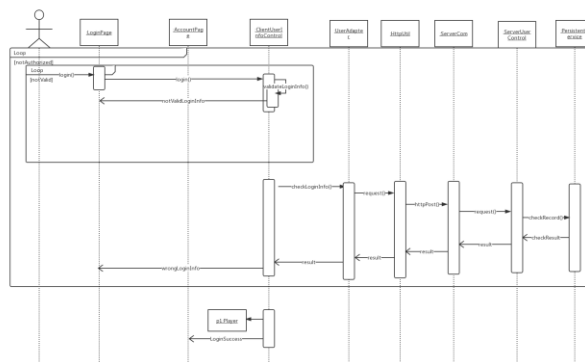 LoginPage
AccountPag
e
ClientUserI
nfoControl
UserAdapte
r
HttpUtil
ServerCom
ServerUser
Control
Persistent
Service
Loop
[notAuthorized]
Loop
[notValid]
login()
login()
validateLoginInfo()
notValidLoginInfo
checkLoginInfo()
request()
httpPost()
request()
checkRecord()
checkResult
result
result
result
result
wrongLoginInfo
p1:Player
LoginSuccess